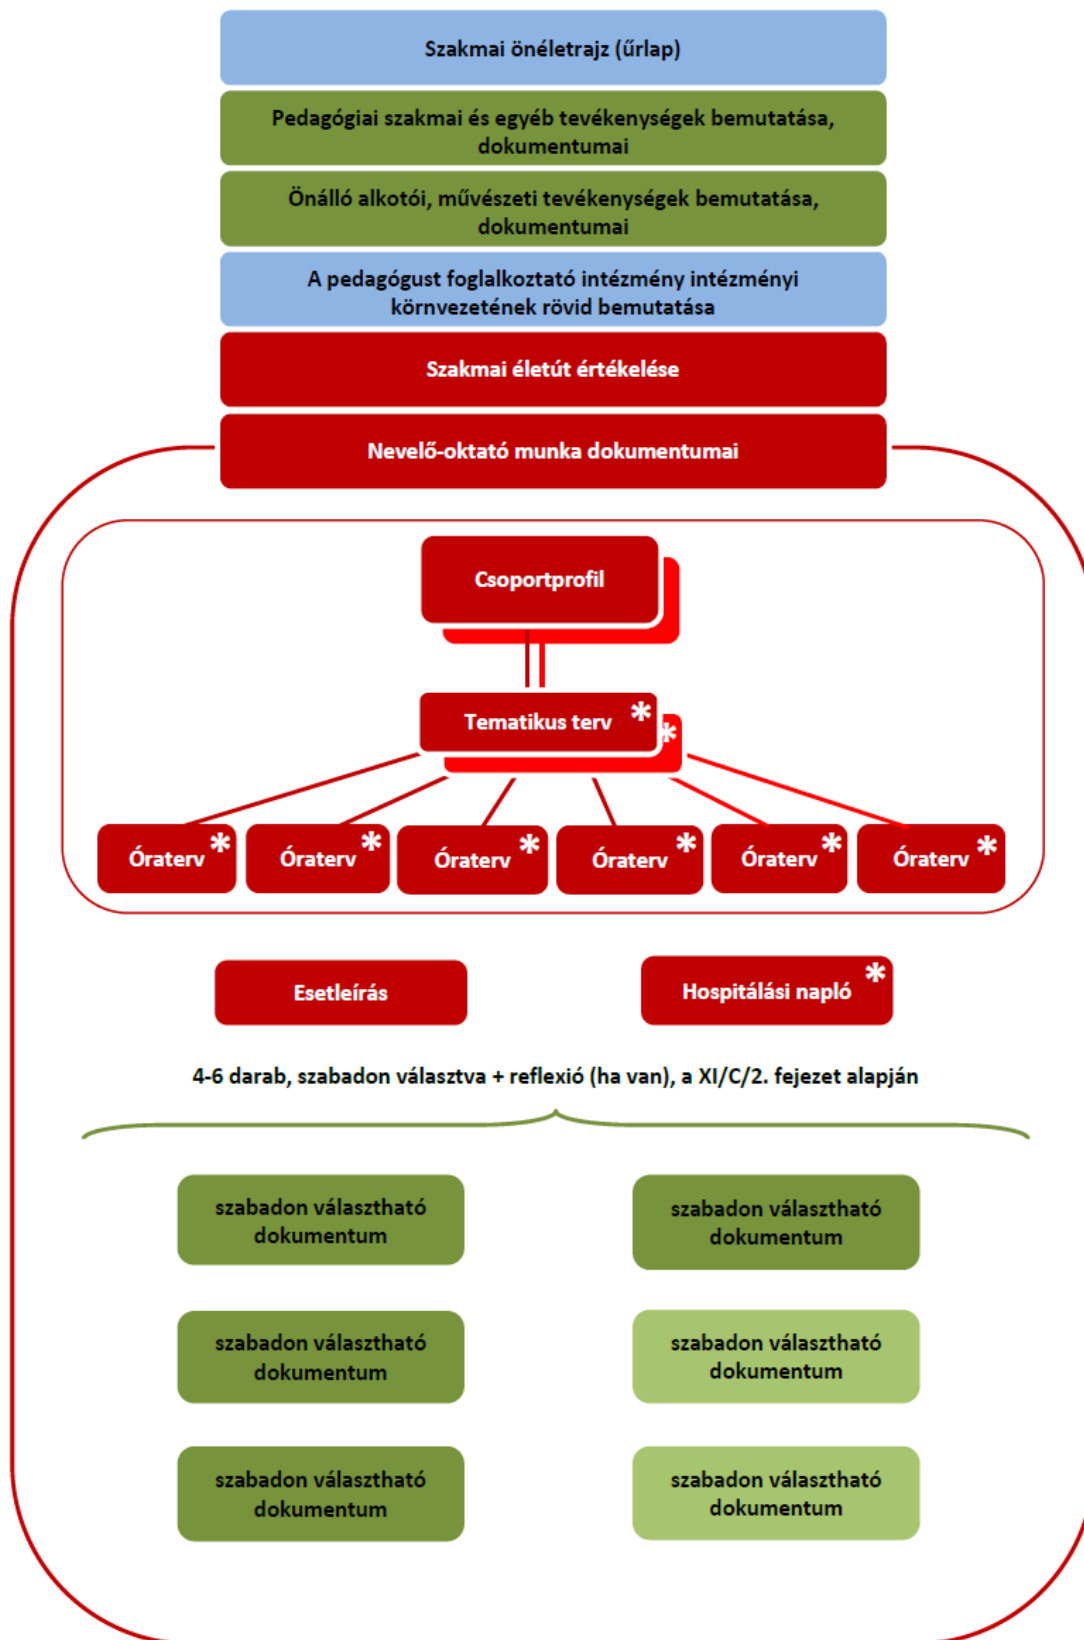 Szakmai önéletrajz (űrlap)
Pedagógiai szakmai és egyéb tevékenységek bemutatása,
dokumentumai
Önálló alkotói, művészeti tevékenységek bemutatása,
dokumentumai
A pedagógust foglalkoztató intézmény intézményi
környezetének rövid bemutatása
Szakmai életút értékelése
Nevelő-oktató munka dokumentumai
Csoportprofil
Tematikus terv *
*
Óraterv *
Óraterv *
Óraterv *
Óraterv *
Óraterv *
Óraterv *
Esetleírás
Hospitálási napló *
4-6 darab, szabadon választva + reflexió (ha van), a XI/C/2. fejezet alapján
szabadon választható
dokumentum
szabadon választható
dokumentum
szabadon választható
dokumentum
szabadon választható
dokumentum
szabadon választható
dokumentum
szabadon választható
dokumentum